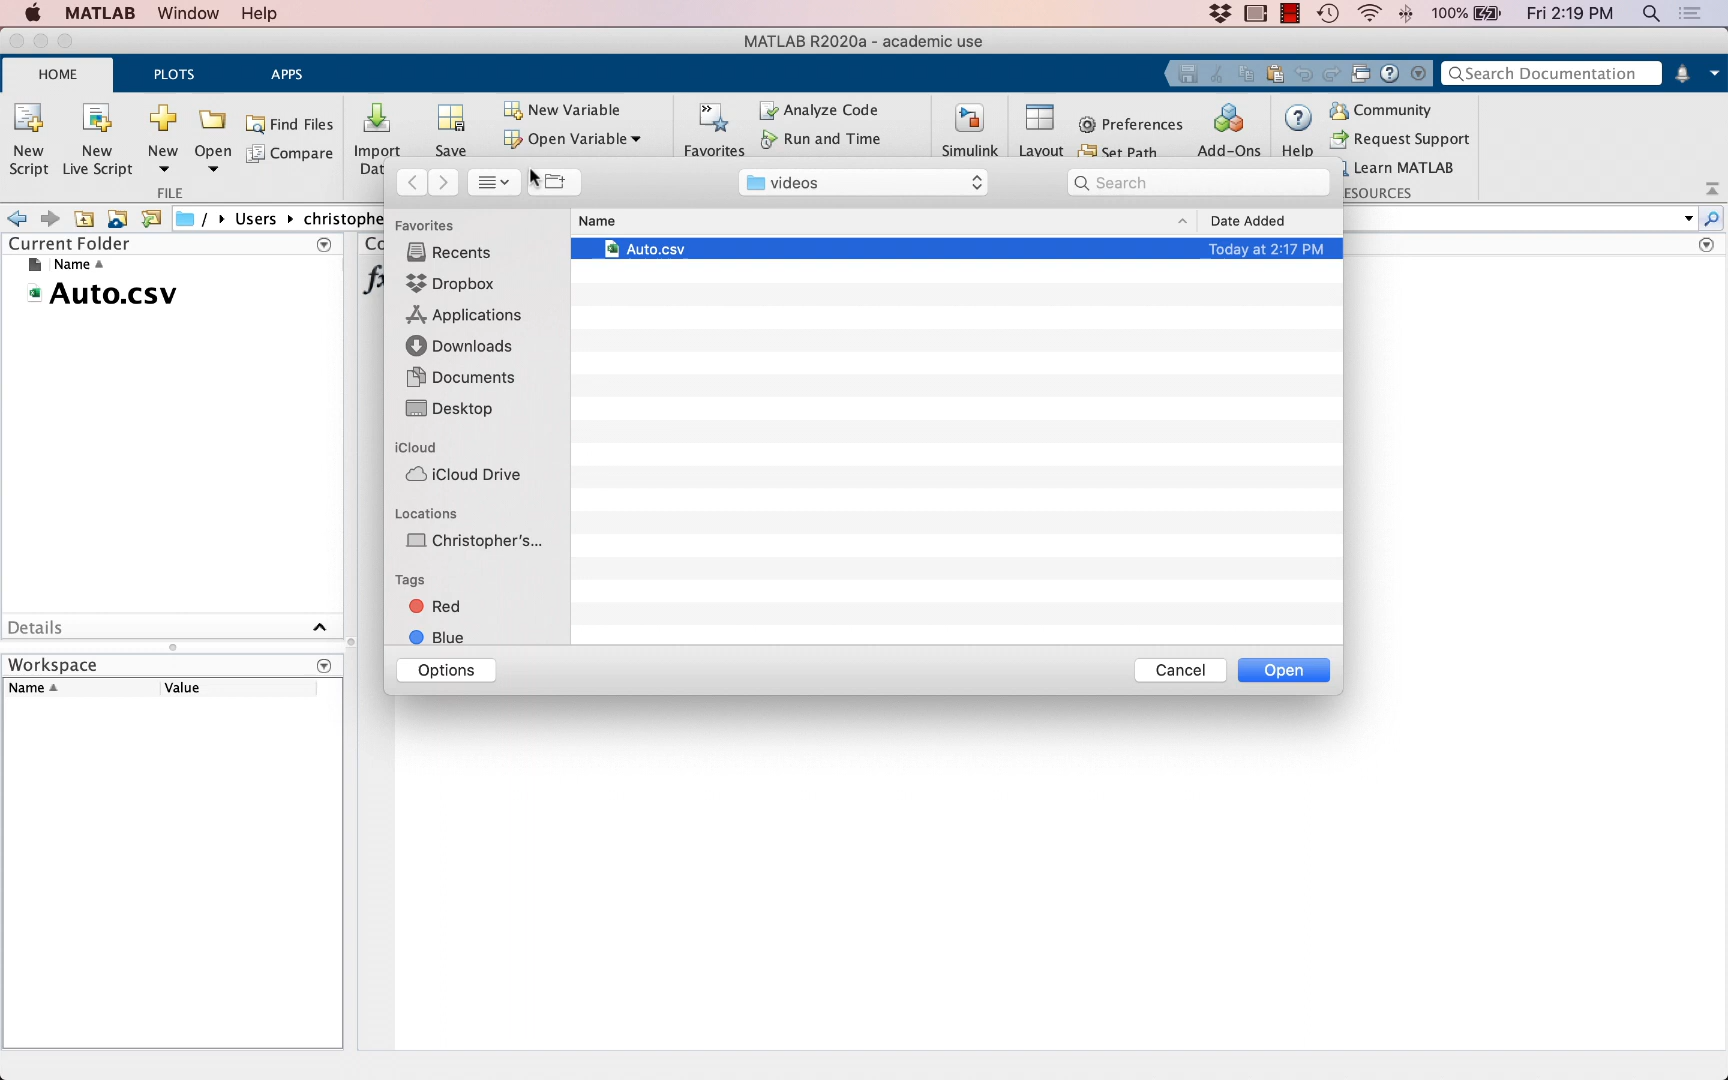 MATLAB Window Help 100% Fri 2:19 PM
MATLAB R2020a - academic use
HOME PLOTS APPS Search Documentation
New Script
New Live Script
New
Open
Find Files
Compare
FILE
Import
Dat
Save
New Variable
Open Variable
Favorites
Analyze Code
Run and Time
Simulink
Layout
Preferences
Set Path
Add-Ons
Help
Community
Request Support
Learn MATLAB
ESOURCES
/ Users christophe
Current Folder
Name
Auto.csv
Details
Workspace
Name Value
Co
fx
videos
Search
Favorites
Recents
Dropbox
Applications
Downloads
Documents
Desktop
iCloud
iCloud Drive
Locations
Christopher's...
Tags
Red
Blue
Name Date Added
Auto.csv Today at 2:17 PM
Options Cancel Open